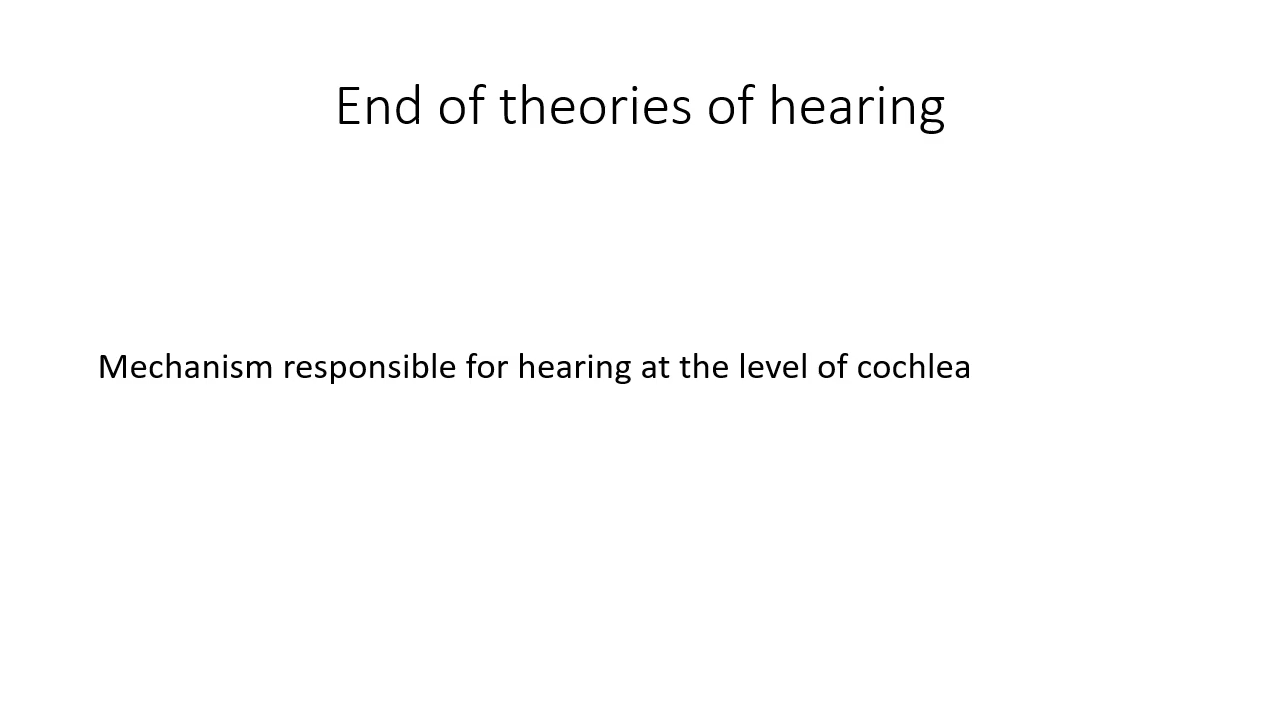 End of theories of hearing
Mechanism responsible for hearing at the level of cochlea